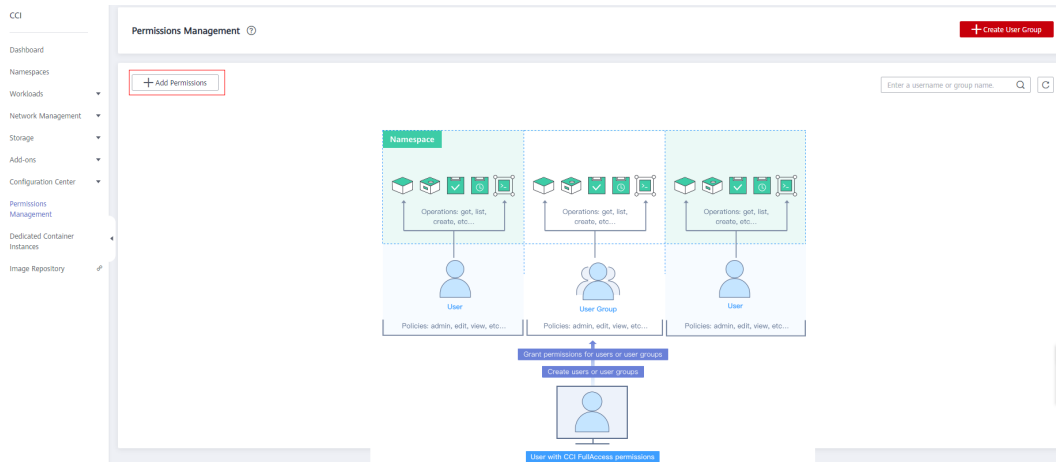 CCI
Dashboard
Namespaces
Workloads
Network Management
Storage
Add-ons
Configuration Center
Permissions
Management
Dedicated Container
Instances
Image Repository
Permissions Management
Create User Group
Add Permissions
Enter a username or group name.
Namespace
Operations: get, list,
create, etc...
Operations: get, list,
create, etc...
Operations: get, list,
create, etc...
User
User Group
User
Policies: admin, edit, view, etc...
Policies: admin, edit, view, etc...
Policies: admin, edit, view, etc...
Grant permissions for users or user groups
Create users or user groups
User with CCI FullAccess permissions